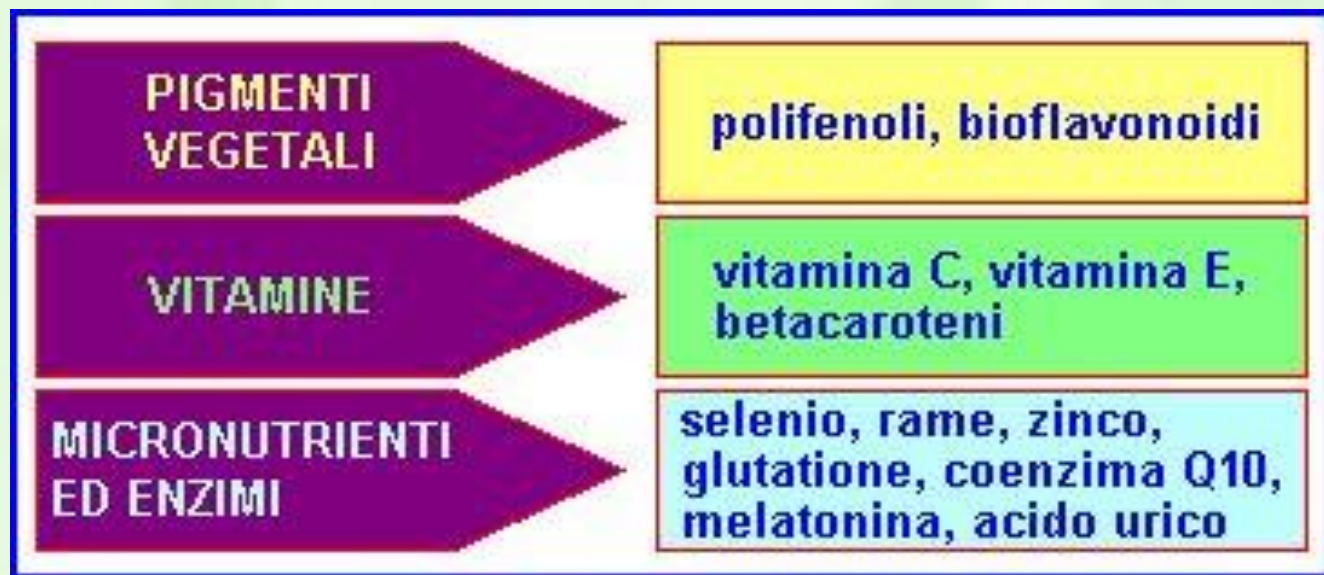 PIGMENTI
VEGETALI
polifenoli, bioflavonoidi
VITAMINE
vitamina C, vitamina E,
betacaroteni
MICRONUTRIENTI
ED ENZIMI
selenio, rame, zinco,
glutatione, coenzima Q10,
melatonina, acido urico